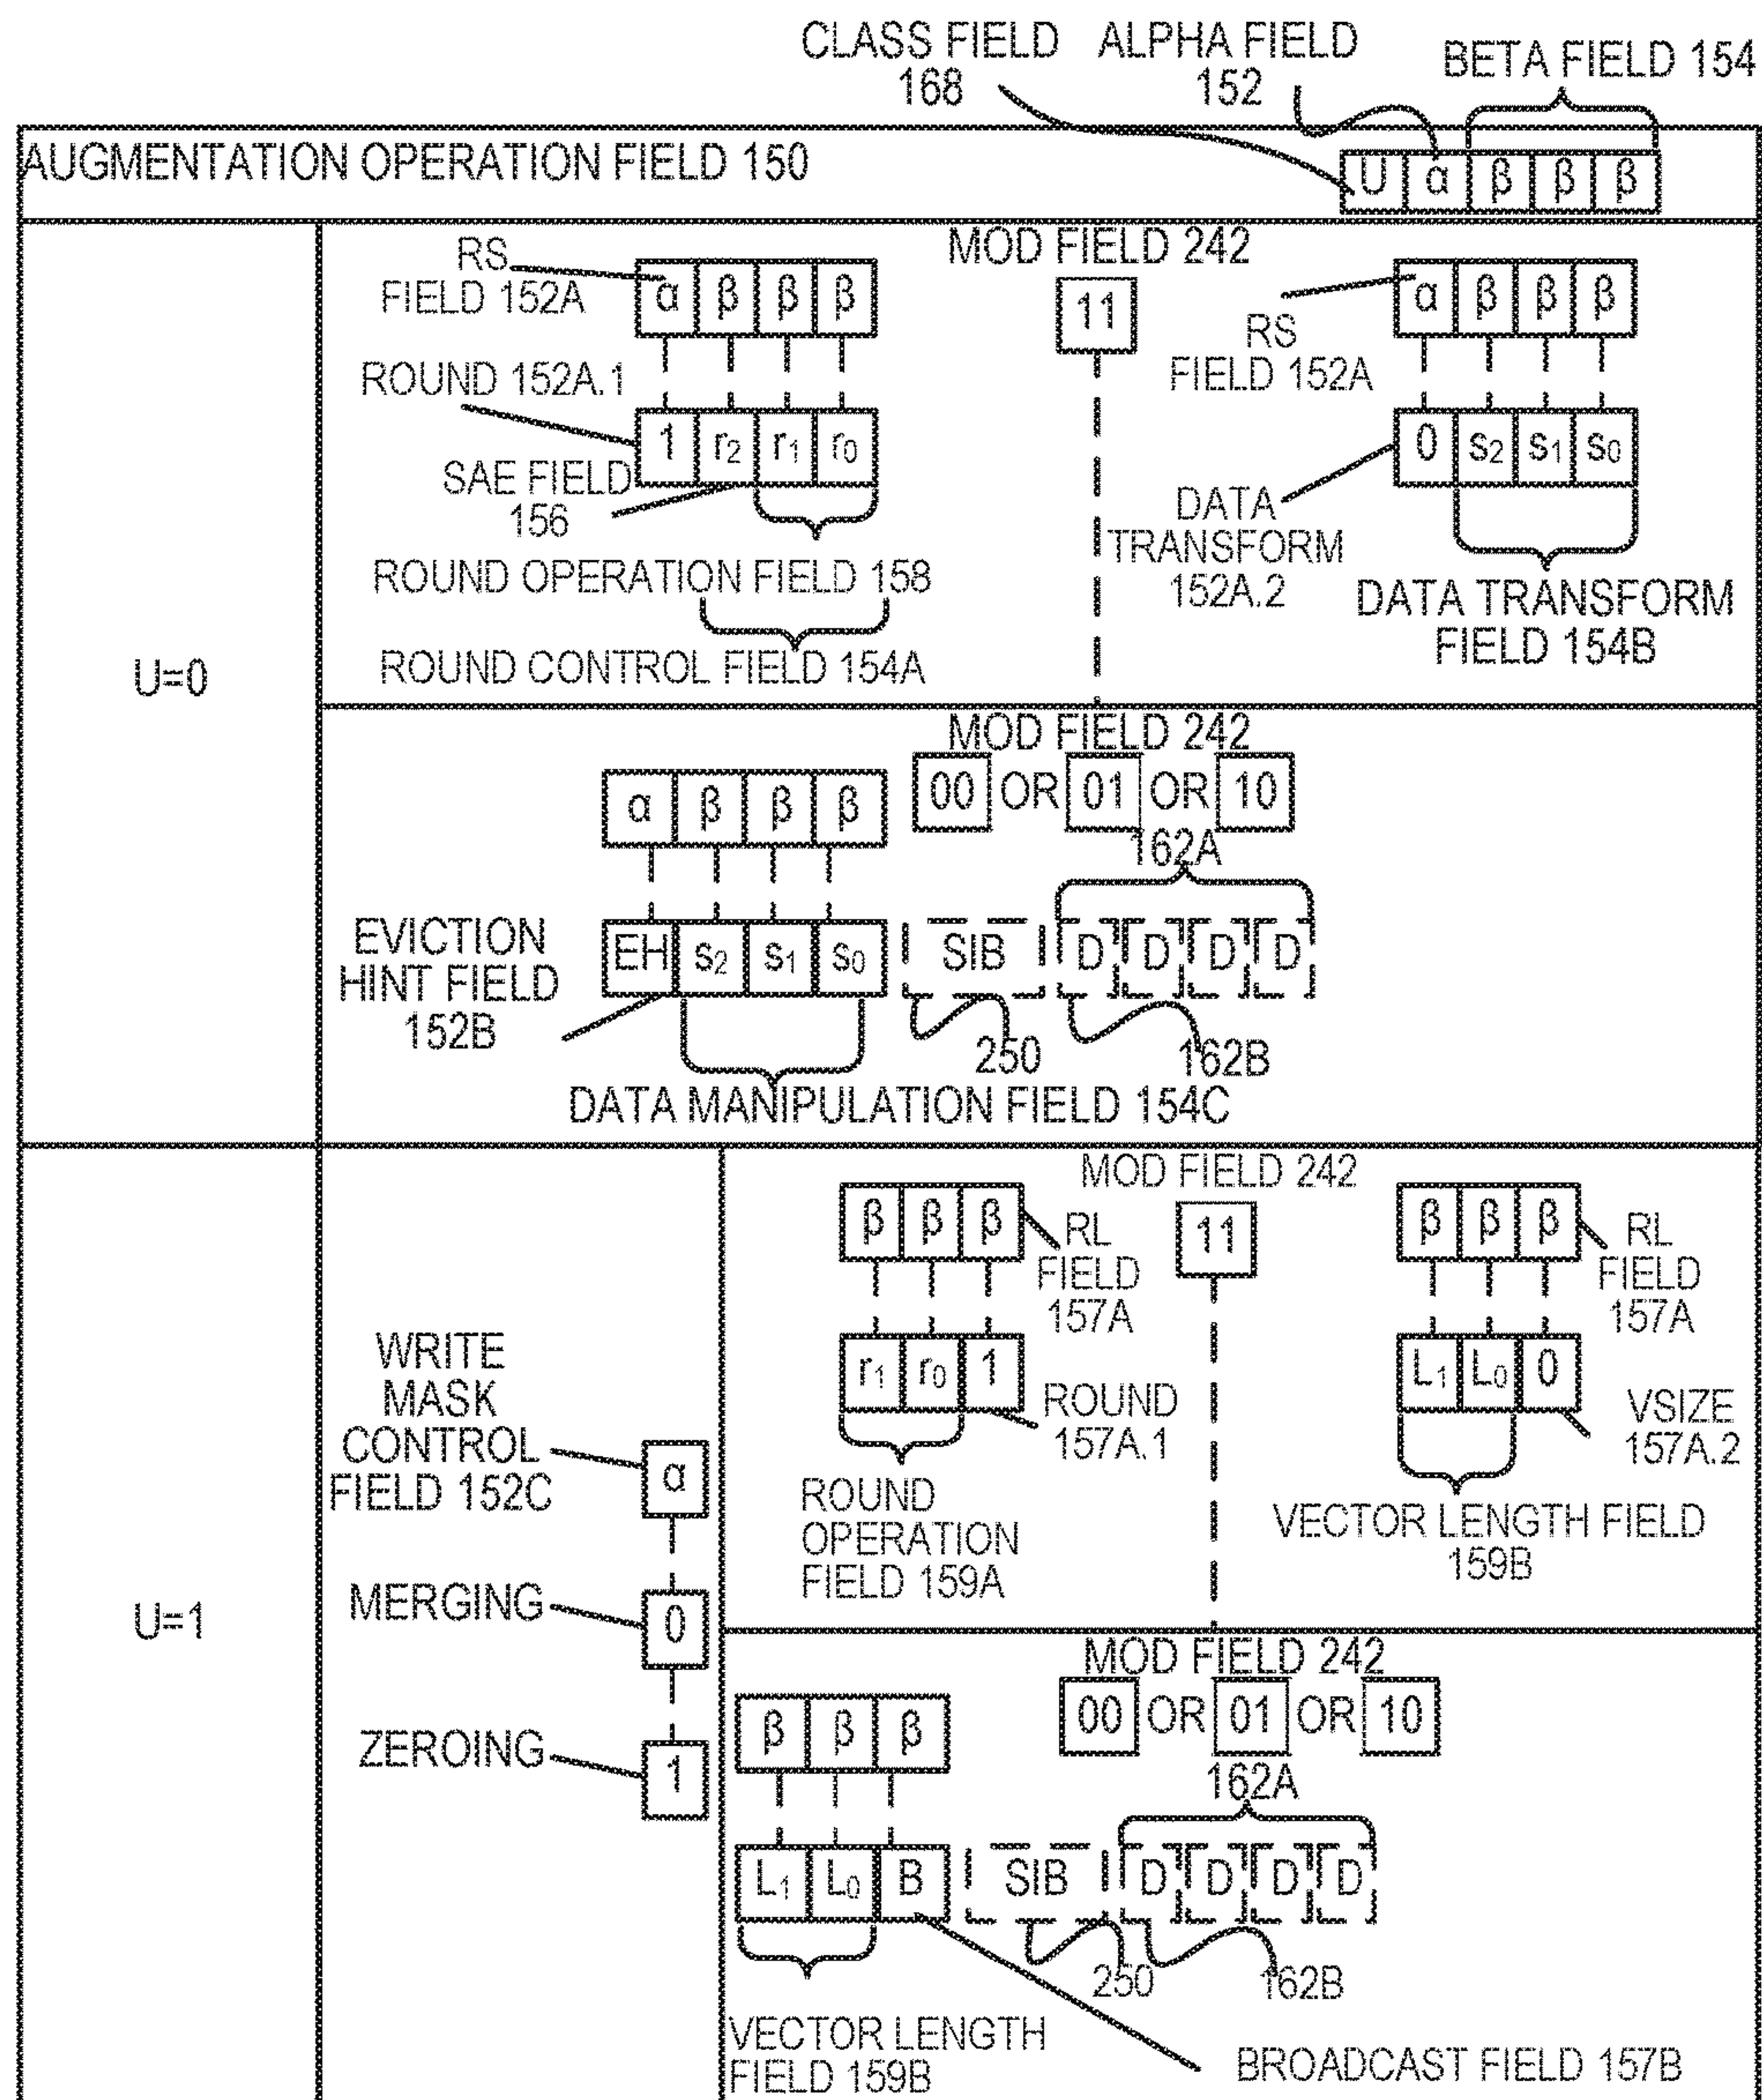 CLASS FIELD
168
ALPHA FIELD
152
BETA FIELD 154
AUGMENTATION OPERATION FIELD 150
U α β β β
U=0
MOD FIELD 242
11
RS
FIELD 152A
α β β β
ROUND 152A.1
1 r2 r1 r0
SAE FIELD
156
ROUND OPERATION FIELD 158
ROUND CONTROL FIELD 154A
α β β β
RS
FIELD 152A
0 s2 s1 s0
DATA
TRANSFORM
152A.2
DATA TRANSFORM
FIELD 154B
MOD FIELD 242
00 OR 01 OR 10
α β β β
162A
EVICTION
HINT FIELD
152B
EH s2 s1 s0 SIB D D D D
250
162B
DATA MANIPULATION FIELD 154C
U=1
WRITE
MASK
CONTROL
FIELD 152C
α
MERGING
0
ZEROING
1
MOD FIELD 242
11
β β β
RL
FIELD
157A
r1 r0 1
ROUND
157A.1
ROUND
OPERATION
FIELD 159A
β β β
RL
FIELD
157A
L1 L0 0
VSIZE
157A.2
VECTOR LENGTH FIELD
159B
MOD FIELD 242
00 OR 01 OR 10
β β β
162A
L1 L0 B SIB D D D D
250
162B
VECTOR LENGTH
FIELD 159B
BROADCAST FIELD 157B